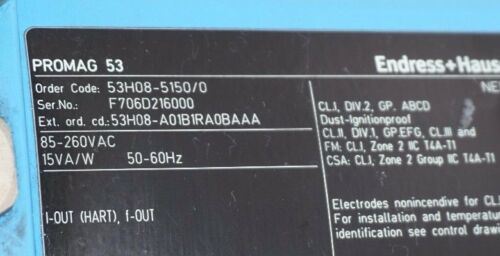 PROMAG 53
Endress+Haus
Order Code: 53H08-5150/0
Ser.No.: F706D216000
Ext. ord. cd.:53H08-A01B1RA0BAAA
85-260VAC
15VA/W 50-60Hz
I-OUT (HART), f-OUT
NE
CL.I, DIV.2, GP. ABCD
Dust-Ignitionproof
CL.II, DIV.1, GP.EFG, CL.III and
FM: CL.I, Zone 2 IIC T4A-T1
CSA: CL.I, Zone 2 Group IIC T4A-T1
Electrodes nonincendive for CL.
For installation and temperatur
identification see control drawi